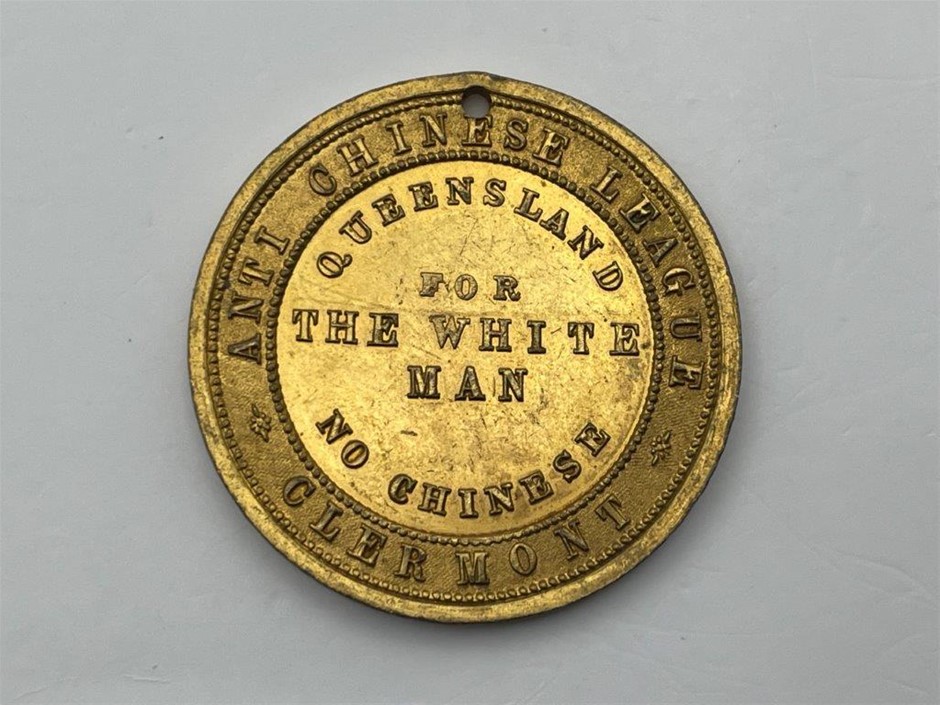 ANTI CHINESE LEAGUE
QUEENSLAND
FOR
THE WHITE
MAN
NO CHINESE
CLERMONT